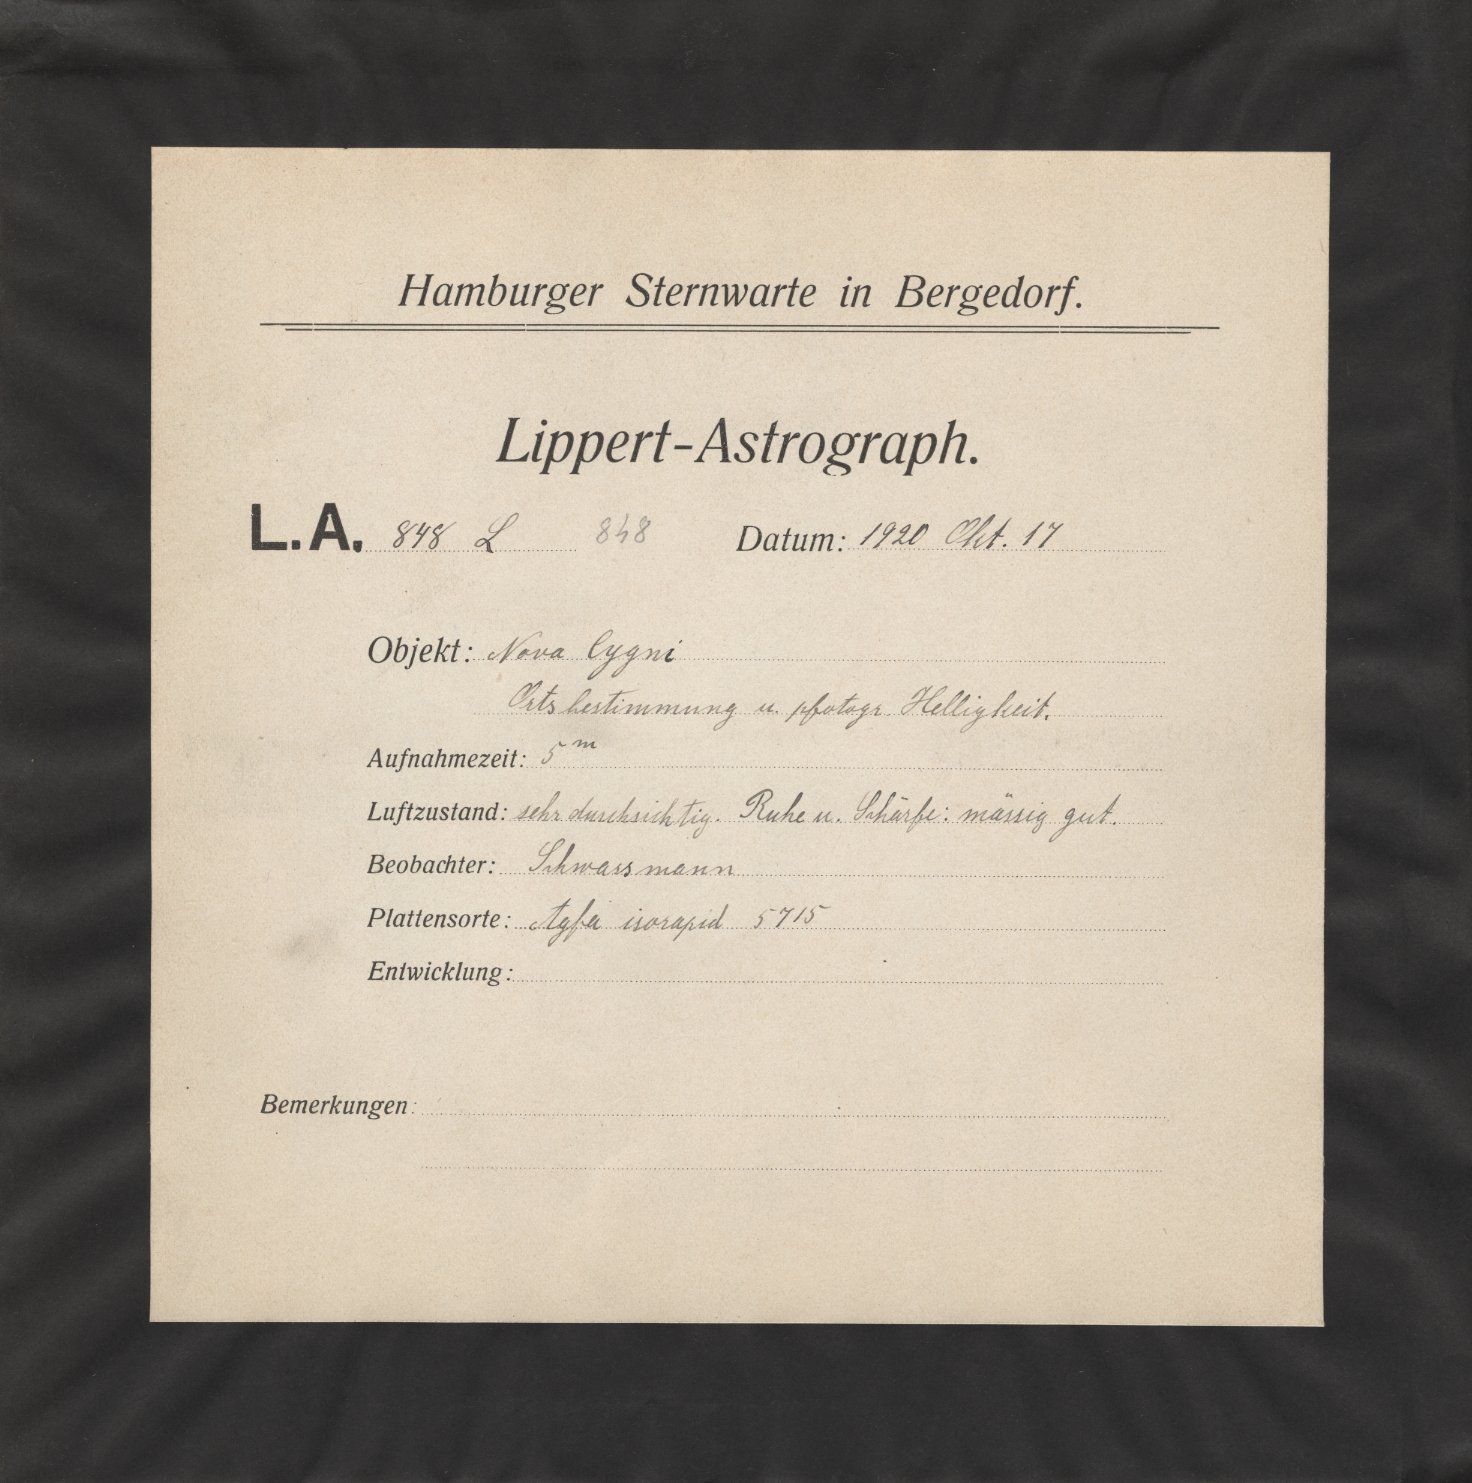 Hamburger Sternwarte in Bergedorf.
Lippert-Astrograph.
L.A. 848 L 848 Datum: 1920 Okt. 17
Objekt: Nova Cygni
Ortsbestimmung u. photogr. Helligkeit.
Aufnahmezeit: 5 m
Luftzustand: sehr durchsichtig. Ruhe u. Schärfe: mässig gut.
Beobachter: Schwassmann
Plattensorte: Agfa isorapid 5715
Entwicklung:
Bemerkungen: